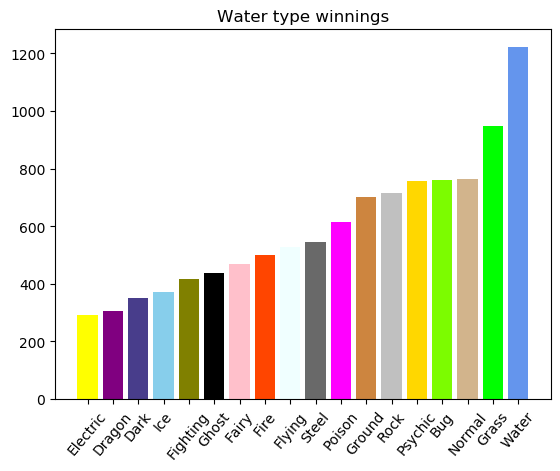 Water type winnings
1200
1000
800
600
400
200
0
Electric
Dragon
Dark
Ice
Fighting
Ghost
Fairy
Fire
Flying
Steel
Poison
Ground
Rock
Psychic
Bug
Normal
Grass
Water